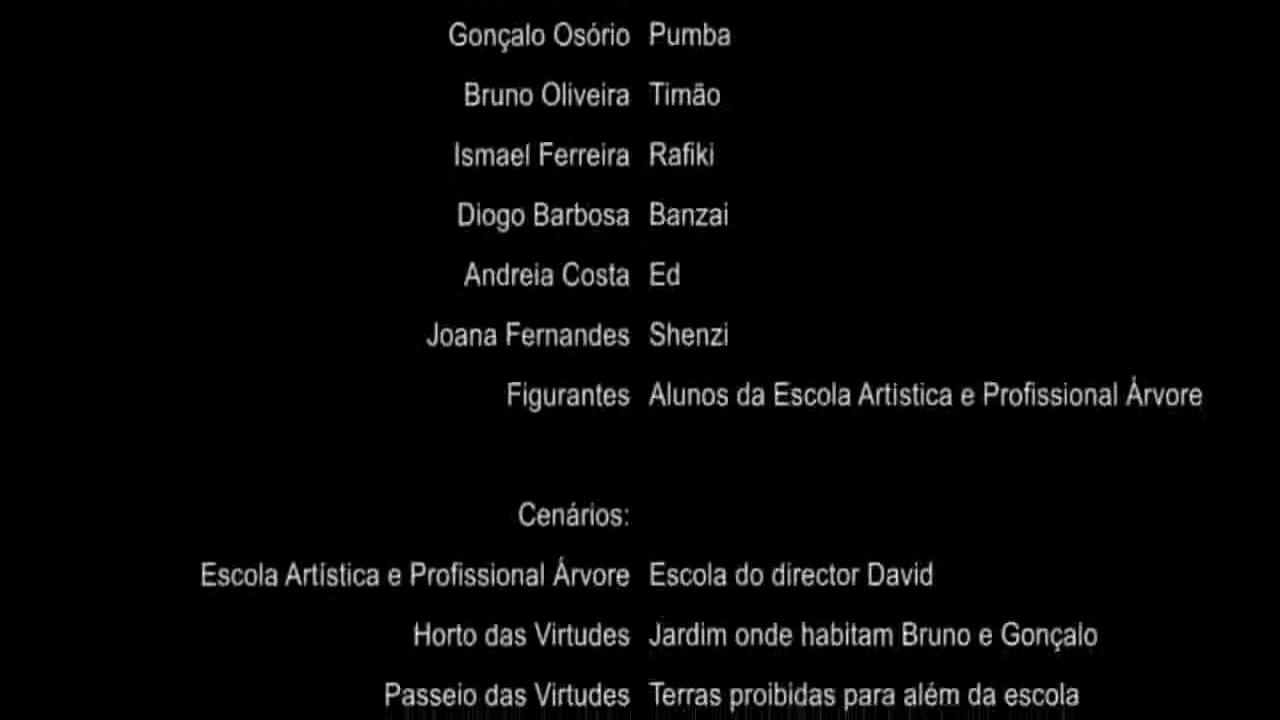 Gonçalo Osório Pumba
Bruno Oliveira Timão
Ismael Ferreira Rafiki
Diogo Barbosa Banzai
Andreia Costa Ed
Joana Fernandes Shenzi
Figurantes Alunos da Escola Artistica e Profissional Árvore
Cenários:
Escola Artística e Profissional Árvore Escola do director David
Horto das Virtudes Jardim onde habitam Bruno e Gonçalo
Passeio das Virtudes Terras proibidas para além da escola